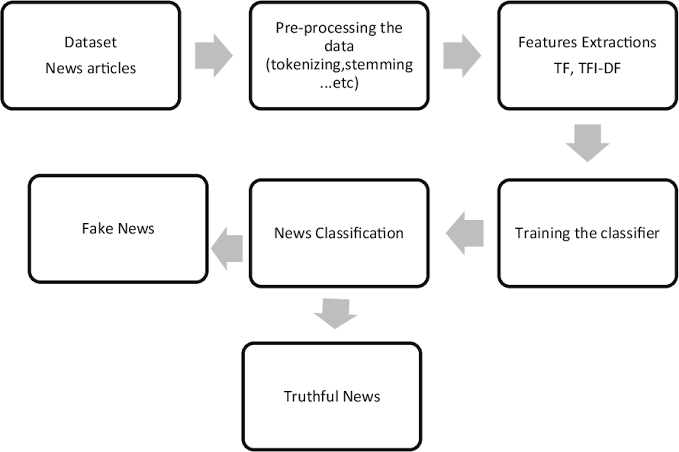 Dataset
News articles
Pre-processing the
data
(tokenizing,stemming
...etc)
Features Extractions
TF, TFI-DF
Fake News
News Classification
Training the classifier
Truthful News